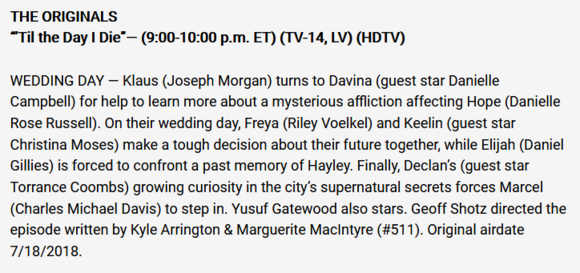 THE ORIGINALS
“’Til the Day I Die”— (9:00-10:00 p.m. ET) (TV-14, LV) (HDTV)
WEDDING DAY — Klaus (Joseph Morgan) turns to Davina (guest star Danielle
Campbell) for help to learn more about a mysterious affliction affecting Hope (Danielle
Rose Russell). On their wedding day, Freya (Riley Voelkel) and Keelin (guest star
Christina Moses) make a tough decision about their future together, while Elijah (Daniel
Gillies) is forced to confront a past memory of Hayley. Finally, Declan’s (guest star
Torrance Coombs) growing curiosity in the city’s supernatural secrets forces Marcel
(Charles Michael Davis) to step in. Yusuf Gatewood also stars. Geoff Shotz directed the
episode written by Kyle Arrington & Marguerite MacIntyre (#511). Original airdate
7/18/2018.